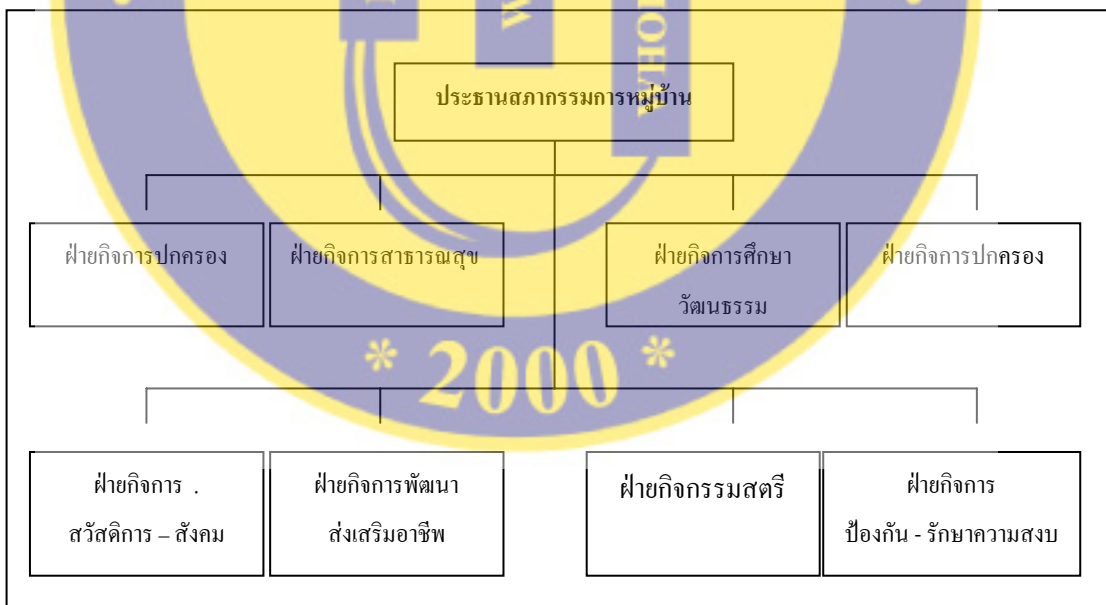 WHO
ประธานสภากรรมการหมู่บ้าน
ฝ่ายกิจการปกครอง
ฝ่ายกิจการสาธารณสุข
ฝ่ายกิจการศึกษา
วัฒนธรรม
ฝ่ายกิจการปกครอง
* 2000 *
ฝ่ายกิจการ .
สวัสดิการ – สังคม
ฝ่ายกิจการพัฒนา
ส่งเสริมอาชีพ
ฝ่ายกิจกรรมสตรี
ฝ่ายกิจการ
ป้องกัน - รักษาความสงบ